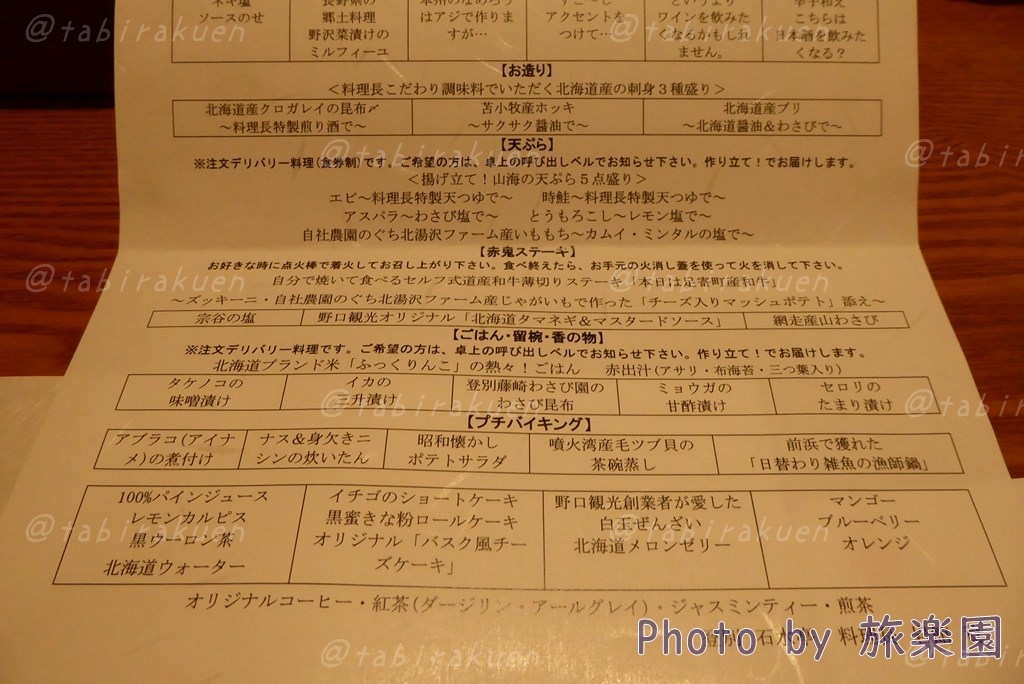 ネギ塩
ソースのせ
長野県の
郷土料理
野沢菜漬けの
ミルフィーユ
本州のなめろう
はアジで作りま
すが…
アクセントを
つけて…
というより
ワインを飲みた
くなるかもしれ
ません。
辛子和え
こちらは
日本酒を飲みた
くなる？
【お造り】
＜料理長こだわり調味料でいただく北海道産の刺身３種盛り＞
北海道産クロガレイの昆布〆
～料理長特製煎り酒で～
苫小牧産ホッキ
～サクサク醤油で～
北海道産ブリ
～北海道醤油＆わさびで～
【天ぷら】
※注文デリバリー料理(食券制)です。ご希望の方は、卓上の呼び出しベルでお知らせ下さい。作り立て！でお届けします。
＜揚げ立て！山海の天ぷら５点盛り＞
エビ～料理長特製天つゆで～　時鮭～料理長特製天つゆで～
アスパラ～わさび塩で～　とうもろこし～レモン塩で～
自社農園のぐち北湯沢ファーム産いももち～カムイ・ミンタルの塩で～
【赤鬼ステーキ】
お好きな時に点火棒で着火してお召し上がり下さい。食べ終えたら、お手元の火消し蓋を使って火を消して下さい。
自分で焼いて食べるセルフ式道産和牛薄切りステーキ「本日は足寄町産和牛」
～ズッキーニ・自社農園のぐち北湯沢ファーム産じゃがいもで作った「チーズ入りマッシュポテト」添え～
宗谷の塩
野口観光オリジナル「北海道タマネギ＆マスタードソース」
網走産山わさび
【ごはん・留椀・香の物】
※注文デリバリー料理です。ご希望の方は、卓上の呼び出しベルでお知らせ下さい。作り立て！でお届けします。
北海道ブランド米「ふっくりんこ」の熱々！ごはん　赤出汁(アサリ・布海苔・三つ葉入り)
タケノコの
味噌漬け
イカの
三升漬け
登別藤崎わさび園の
わさび昆布
ミョウガの
甘酢漬け
セロリの
たまり漬け
【プチバイキング】
アブラコ(アイナ
メ)の煮付け
ナス＆身欠きニ
シンの炊いたん
昭和懐かし
ポテトサラダ
噴火湾産毛ツブ貝の
茶碗蒸し
前浜で獲れた
「日替わり雑魚の漁師鍋」
100%パインジュース
レモンカルピス
黒ウーロン茶
北海道ウォーター
イチゴのショートケーキ
黒蜜きな粉ロールケーキ
オリジナル「バスク風チー
ズケーキ」
野口観光創業者が愛した
白玉ぜんざい
北海道メロンゼリー
マンゴー
ブルーベリー
オレンジ
オリジナルコーヒー・紅茶(ダージリン・アールグレイ)・ジャスミンティー・煎茶
登別 石水亭　料理
Photo by 旅楽園
@tabirakuen